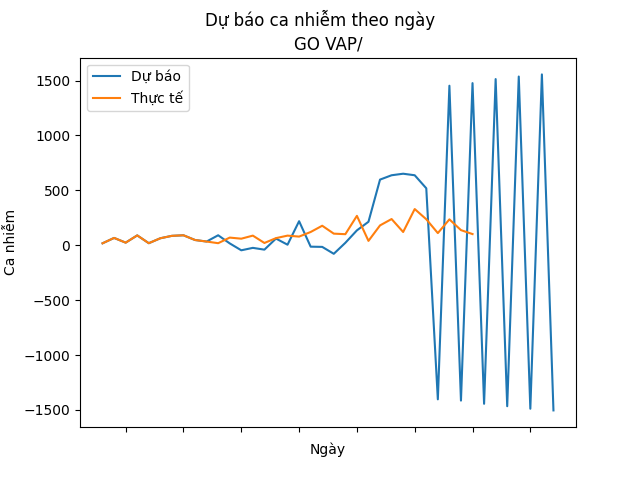 Dự báo ca nhiễm theo ngày
GO VAP/
Dự báo
Thực tế
1500
1000
500
0
−500
−1000
−1500
Ca nhiễm
Ngày